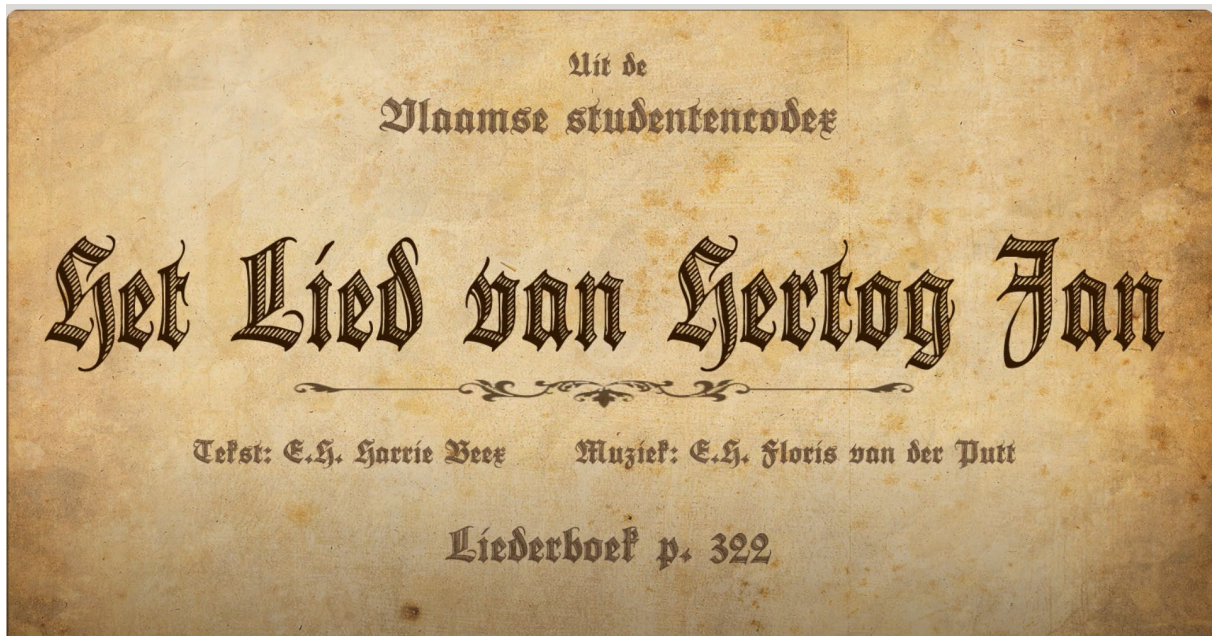 Uit de
Vlaamse studentencodex
Het Lied van Hertog Jan
Tekst: E.H. Harrie Beex Muziek: E.H. Floris van der Putt
Liederboek p. 322